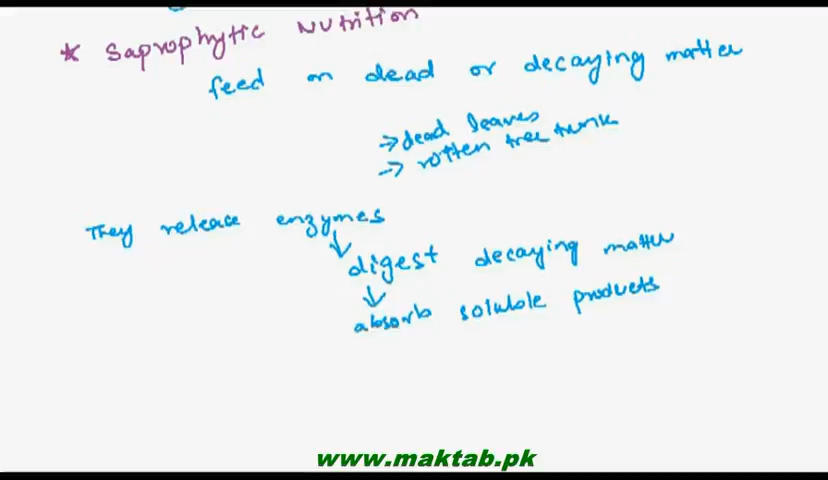 * Saprophytic Nutrition
feed on dead or decaying matter
→ dead leaves
→ rotten tree trunk
They release enzymes
↓
digest decaying matter
↓
absorb soluble products
www.maktab.pk